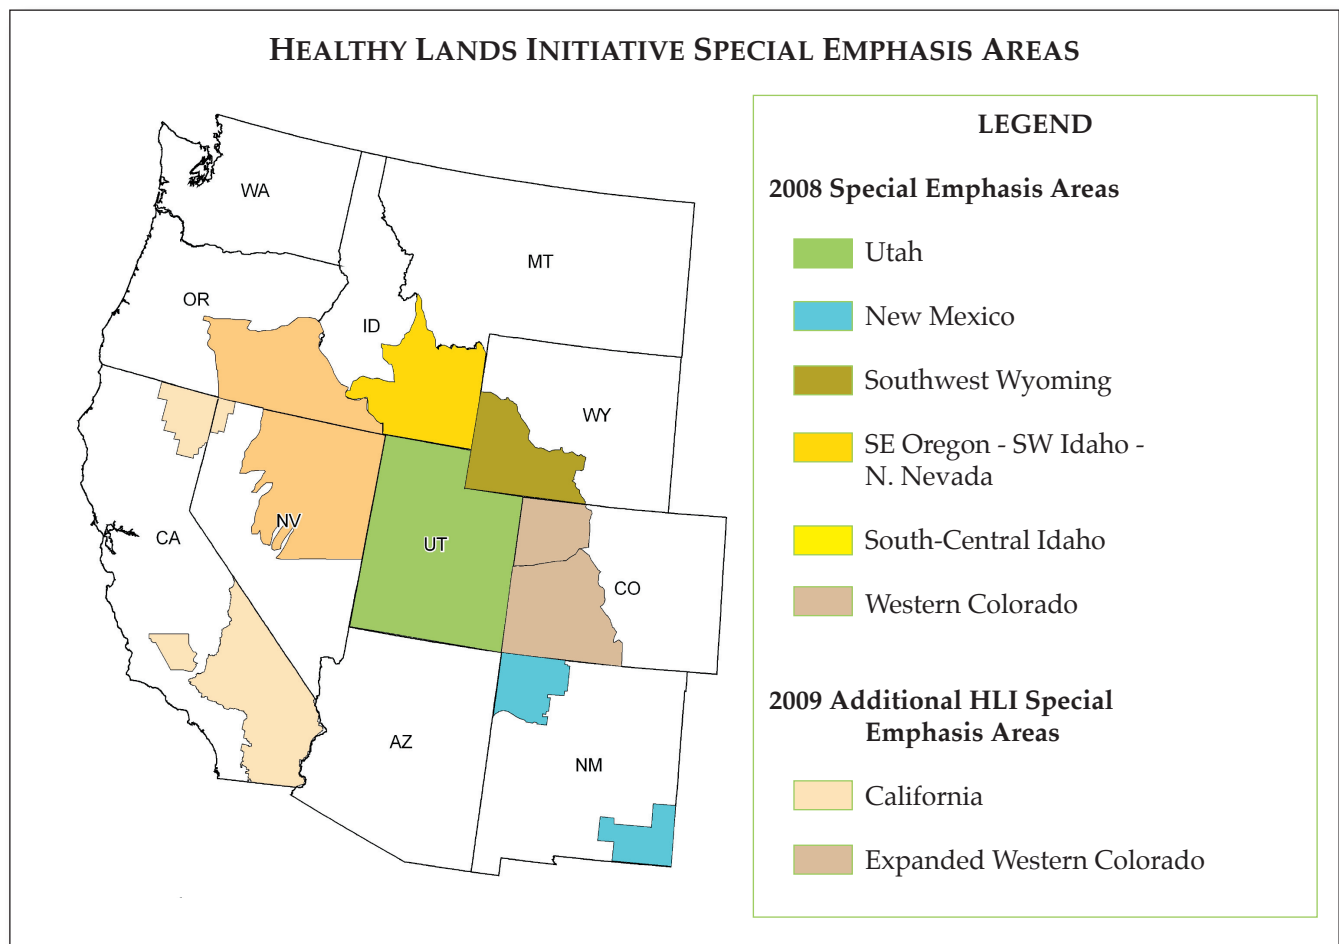 HEALTHY LANDS INITIATIVE SPECIAL EMPHASIS AREAS
WA
MT
OR
ID
WY
NV
CA
UT
CO
AZ
NM
LEGEND
2008 Special Emphasis Areas
Utah
New Mexico
Southwest Wyoming
SE Oregon - SW Idaho -
N. Nevada
South-Central Idaho
Western Colorado
2009 Additional HLI Special
Emphasis Areas
California
Expanded Western Colorado